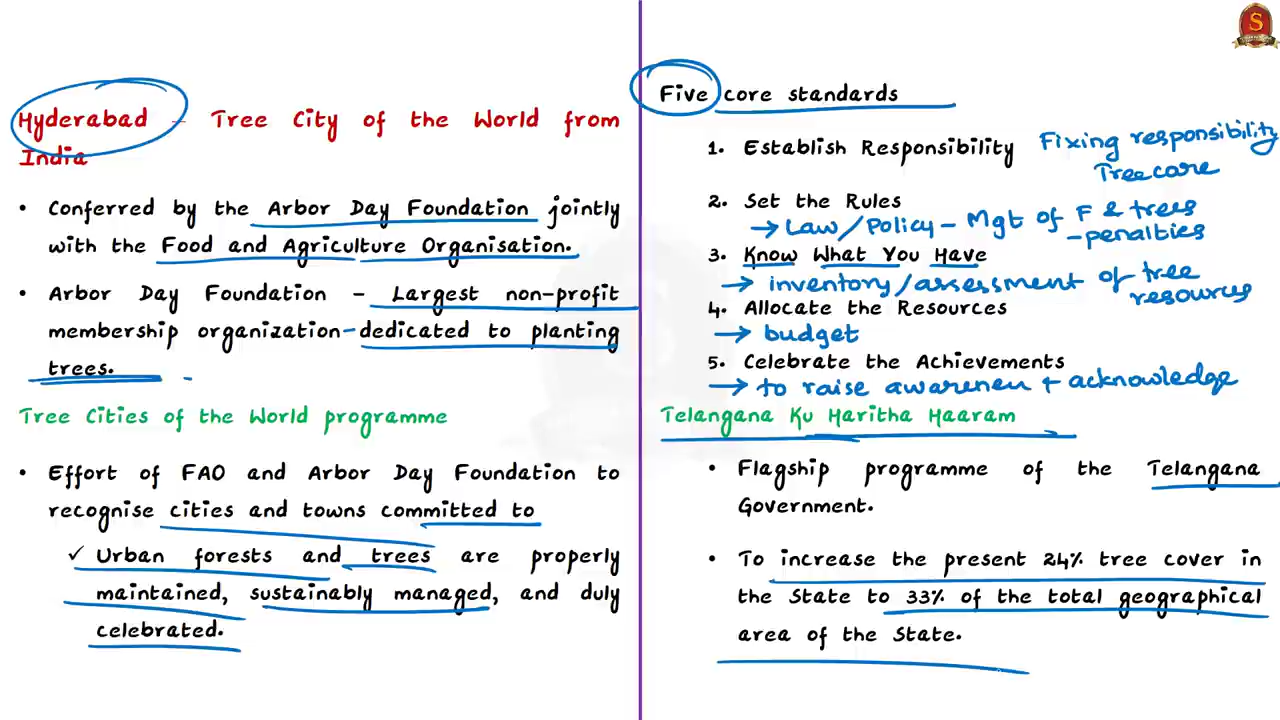 Hyderabad - Tree City of the World from
India
• Conferred by the Arbor Day Foundation jointly
with the Food and Agriculture Organisation.
• Arbor Day Foundation - Largest non-profit
membership organization-dedicated to planting
trees.
Tree Cities of the World programme
• Effort of FAO and Arbor Day Foundation to
recognise cities and towns committed to
✓ Urban forests and trees are properly
maintained, sustainably managed, and duly
celebrated.
S
Five core standards
1. Establish Responsibility Fixing responsibility
Tree care
2. Set the Rules
→ Law/Policy - Mgt of F & trees
- penalties
3. Know What You Have
→ inventory/assessment of tree
resources
4. Allocate the Resources
→ budget
5. Celebrate the Achievements
→ to raise awarenen + acknowledge
Telangana Ku Haritha Haaram
• Flagship programme of the Telangana
Government.
• To increase the present 24% tree cover in
the State to 33% of the total geographical
area of the State.